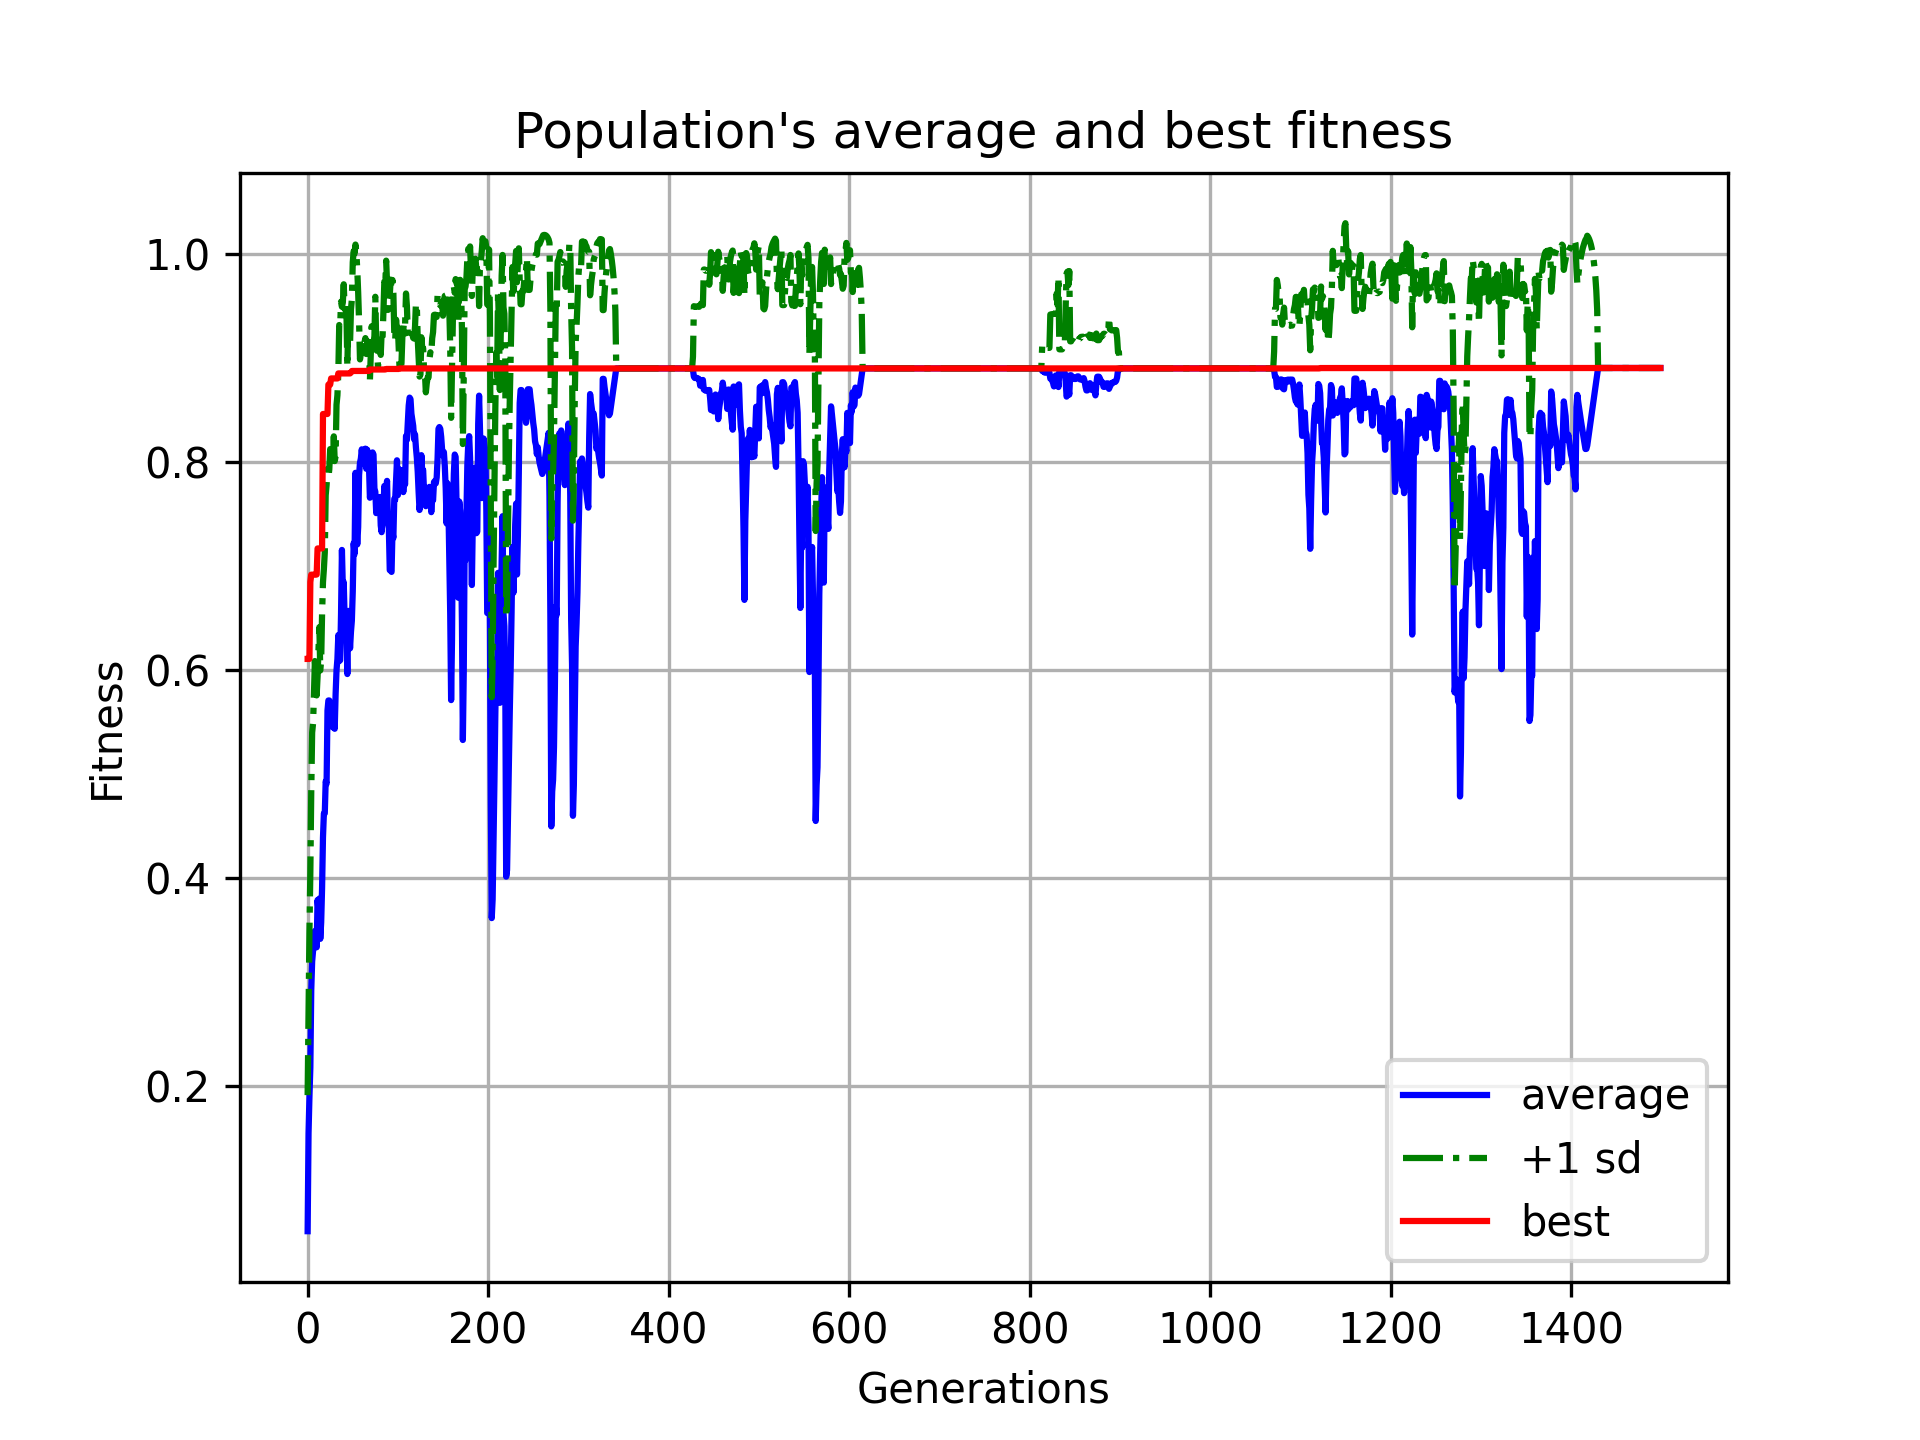 Population's average and best fitness
1.0
0.8
0.6
0.4
0.2
Fitness
average
+1 sd
best
0 200 400 600 800 1000 1200 1400
Generations